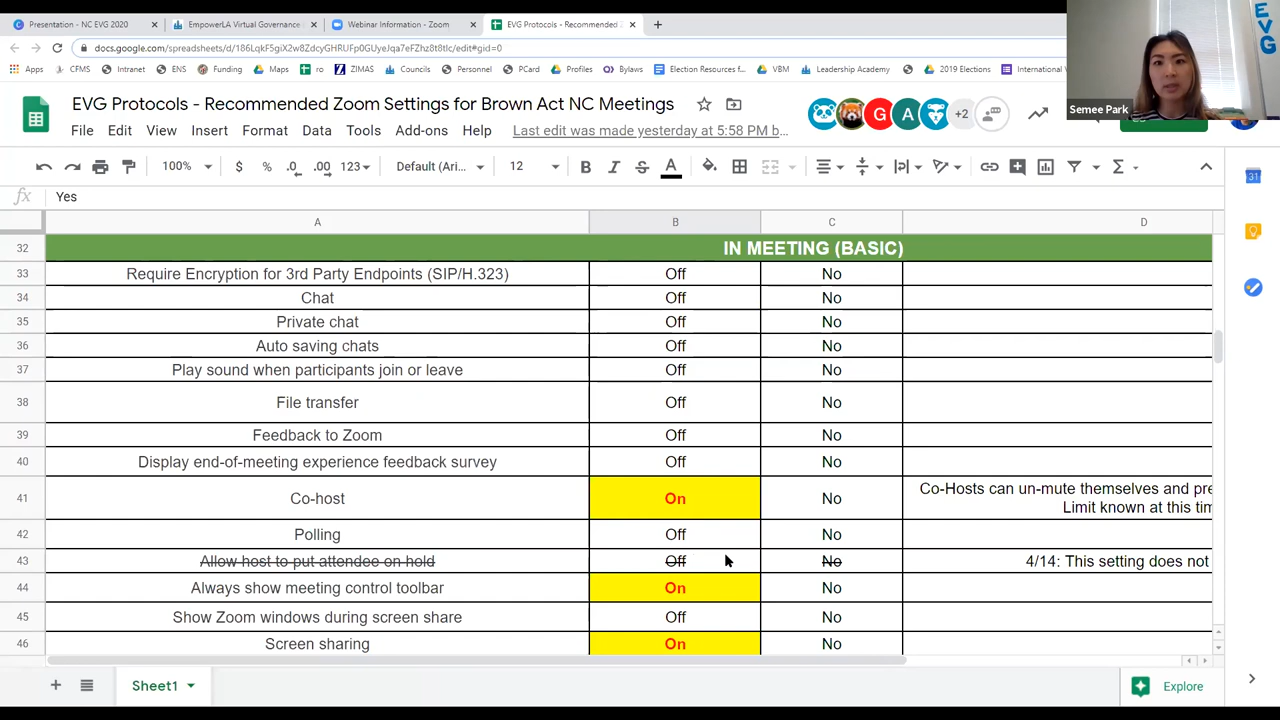 Presentation - NC EVG 2020
EmpowerLA Virtual Governance
Webinar Information - Zoom
EVG Protocols - Recommended
docs.google.com/spreadsheets/d/186LqkF5giX2w8ZdcyGHRUFp0GUyeJqa7eFZhz8t8tlc/edit#gid=0
Apps CFMS Intranet ENS Funding Maps ro ZIMAS Councils Personnel PCard Profiles Bylaws Election Resources f... VBM Leadership Academy 2019 Elections International
EVG
Semee Park
EVG Protocols - Recommended Zoom Settings for Brown Act NC Meetings
G A +2
File Edit View Insert Format Data Tools Add-ons Help Last edit was made yesterday at 5:58 PM b...
100% $ % .0 .00 123 Default (Ari... 12 B I S A
fx Yes
A B C D
32 IN MEETING (BASIC)
33 Require Encryption for 3rd Party Endpoints (SIP/H.323) Off No
34 Chat Off No
35 Private chat Off No
36 Auto saving chats Off No
37 Play sound when participants join or leave Off No
38 File transfer Off No
39 Feedback to Zoom Off No
40 Display end-of-meeting experience feedback survey Off No
41 Co-host On No Co-Hosts can un-mute themselves and pre
Limit known at this tim
42 Polling Off No
43 Allow host to put attendee on hold Off No 4/14: This setting does not
44 Always show meeting control toolbar On No
45 Show Zoom windows during screen share Off No
46 Screen sharing On No
Sheet1
Explore
31